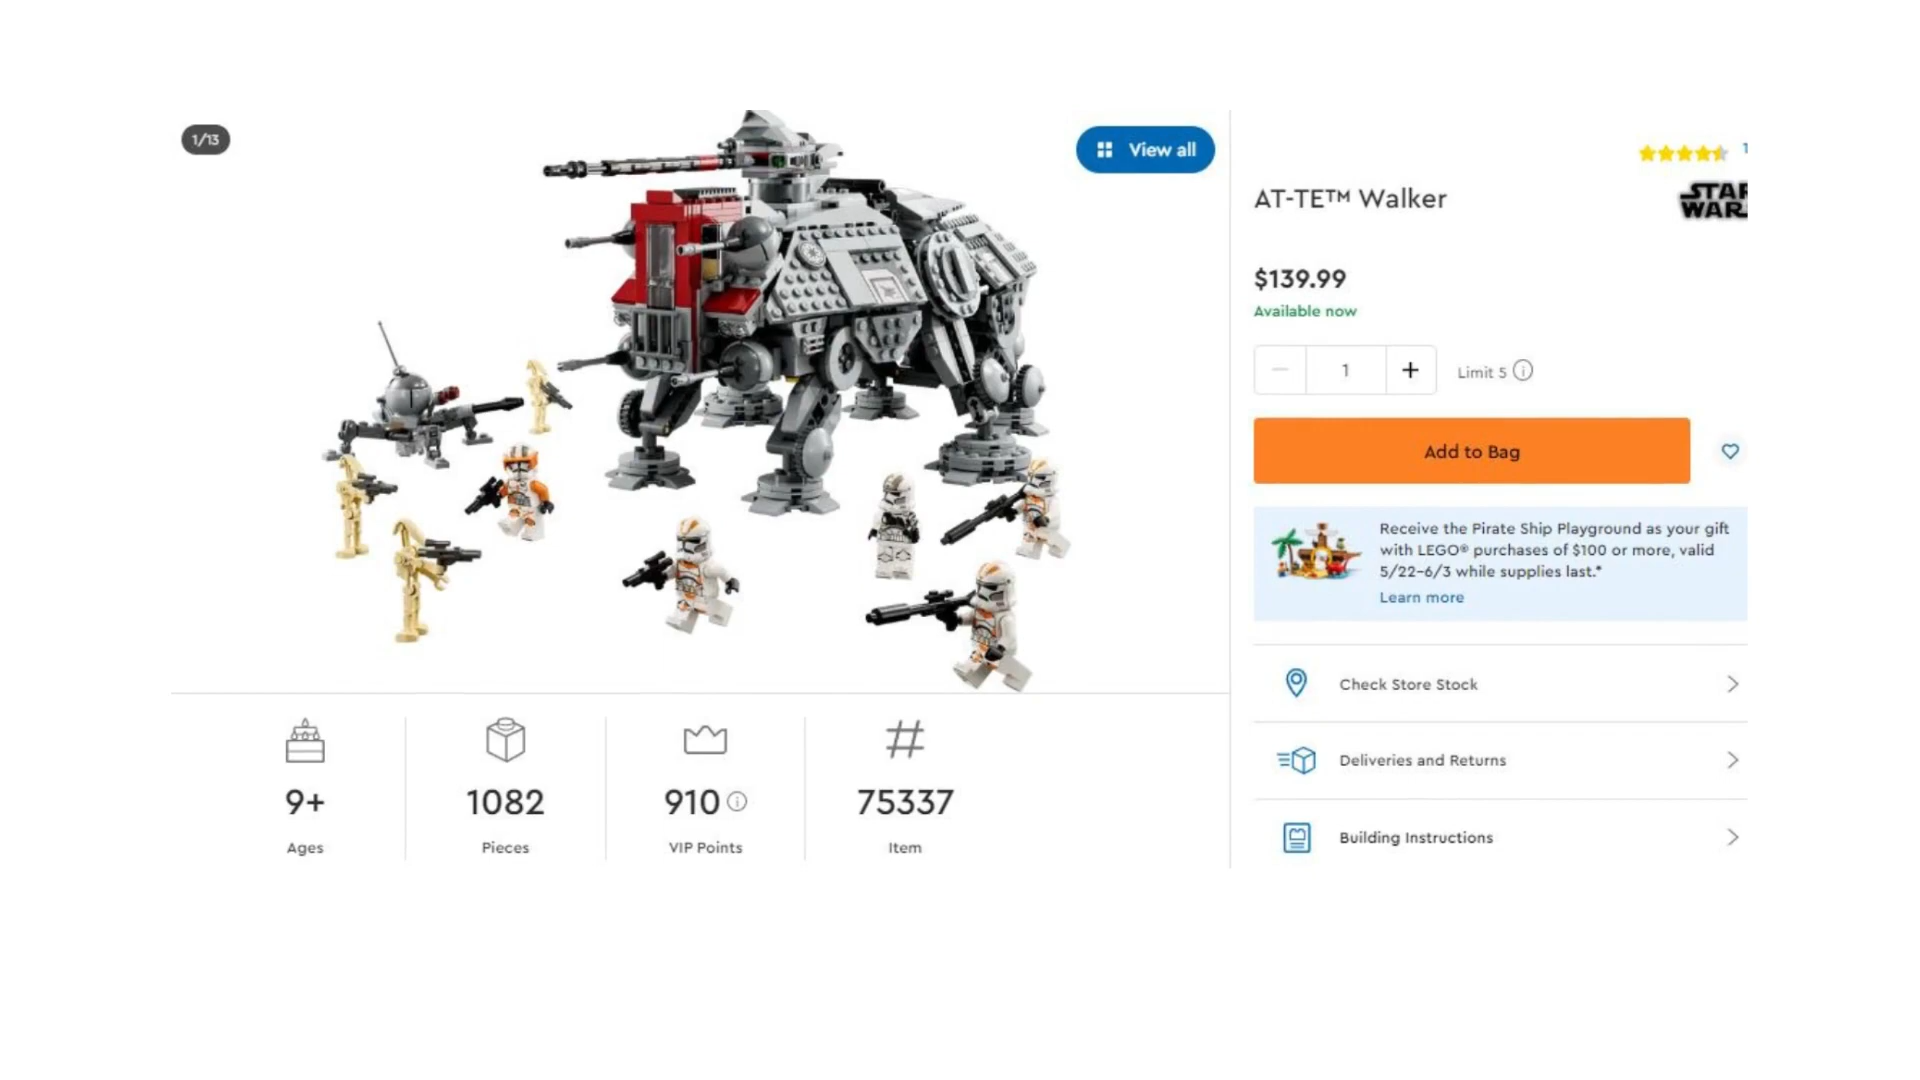 1/13
View all
1
AT-TE™ Walker
STAR
WAR
$139.99
Available now
1
Limit 5
Add to Bag
Receive the Pirate Ship Playground as your gift
with LEGO® purchases of $100 or more, valid
5/22-6/3 while supplies last.*
Learn more
Check Store Stock
Deliveries and Returns
Building Instructions
9+
Ages
1082
Pieces
910
VIP Points
75337
Item